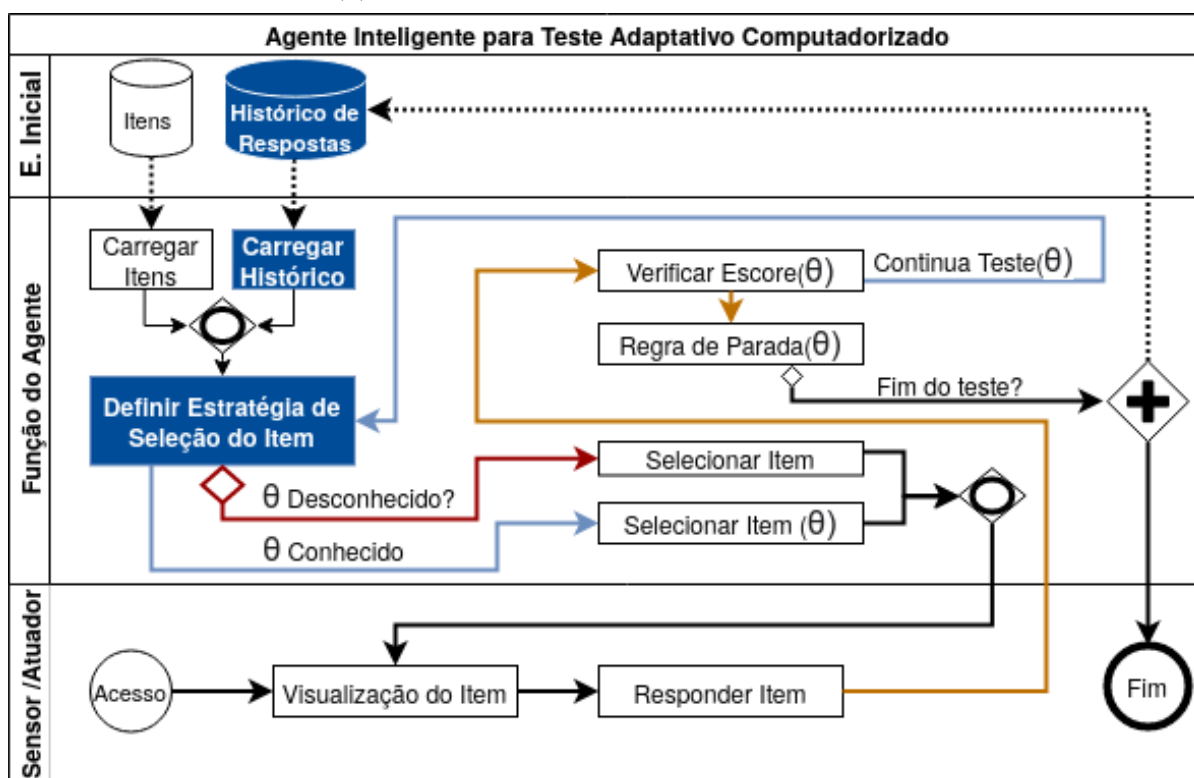 Agente Inteligente para Teste Adaptativo Computadorizado
E. Inicial
Itens
Histórico de
Respostas
Função do Agente
Carregar
Itens
Carregar
Histórico
Verificar Escore(θ)
Continua Teste(θ)
Regra de Parada(θ)
Fim do teste?
Definir Estratégia de
Seleção do Item
θ Desconhecido?
Selecionar Item
θ Conhecido
Selecionar Item (θ)
Sensor /Atuador
Acesso
Visualização do Item
Responder Item
Fim